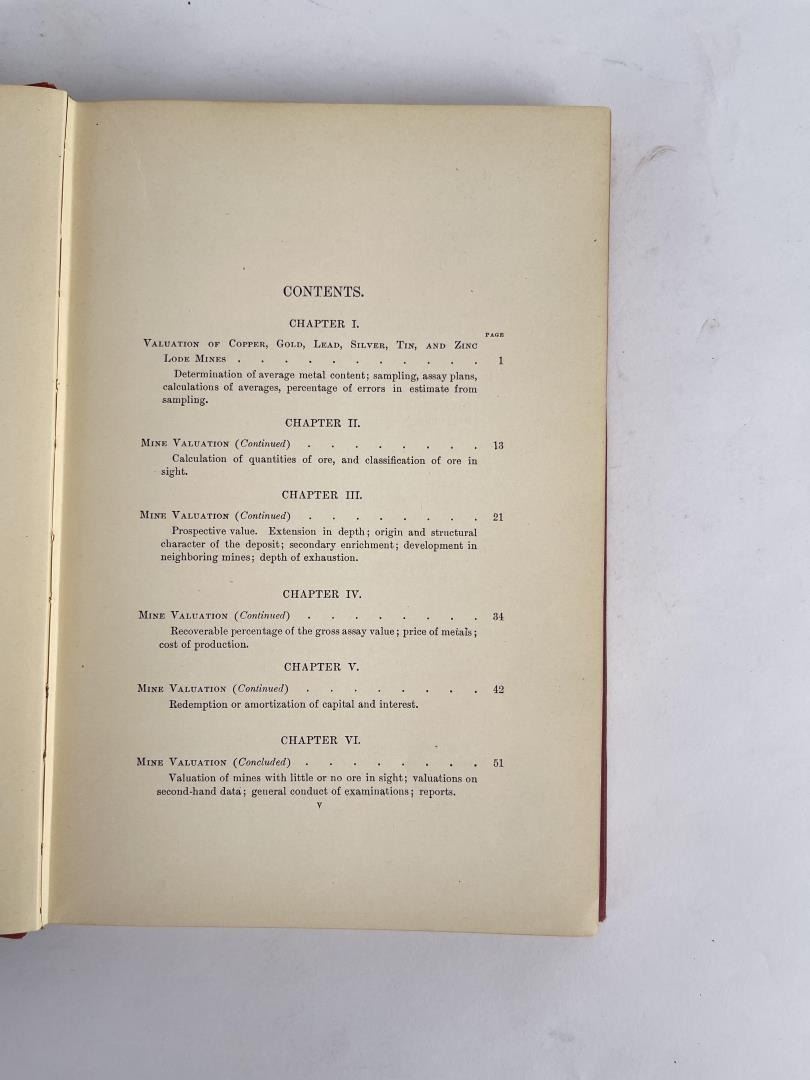 CONTENTS.
CHAPTER I.
PAGE
Valuation of Copper, Gold, Lead, Silver, Tin, and Zinc
Lode Mines . . . . . . . . . . . 1
Determination of average metal content; sampling, assay plans,
calculations of averages, percentage of errors in estimate from
sampling.
CHAPTER II.
Mine Valuation (Continued) . . . . . . . . 13
Calculation of quantities of ore, and classification of ore in
sight.
CHAPTER III.
Mine Valuation (Continued) . . . . . . . . 21
Prospective value. Extension in depth; origin and structural
character of the deposit; secondary enrichment; development in
neighboring mines; depth of exhaustion.
CHAPTER IV.
Mine Valuation (Continued) . . . . . . . . 34
Recoverable percentage of the gross assay value; price of metals;
cost of production.
CHAPTER V.
Mine Valuation (Continued) . . . . . . . . 42
Redemption or amortization of capital and interest.
CHAPTER VI.
Mine Valuation (Concluded) . . . . . . . . 51
Valuation of mines with little or no ore in sight; valuations on
second-hand data; general conduct of examinations; reports.
v